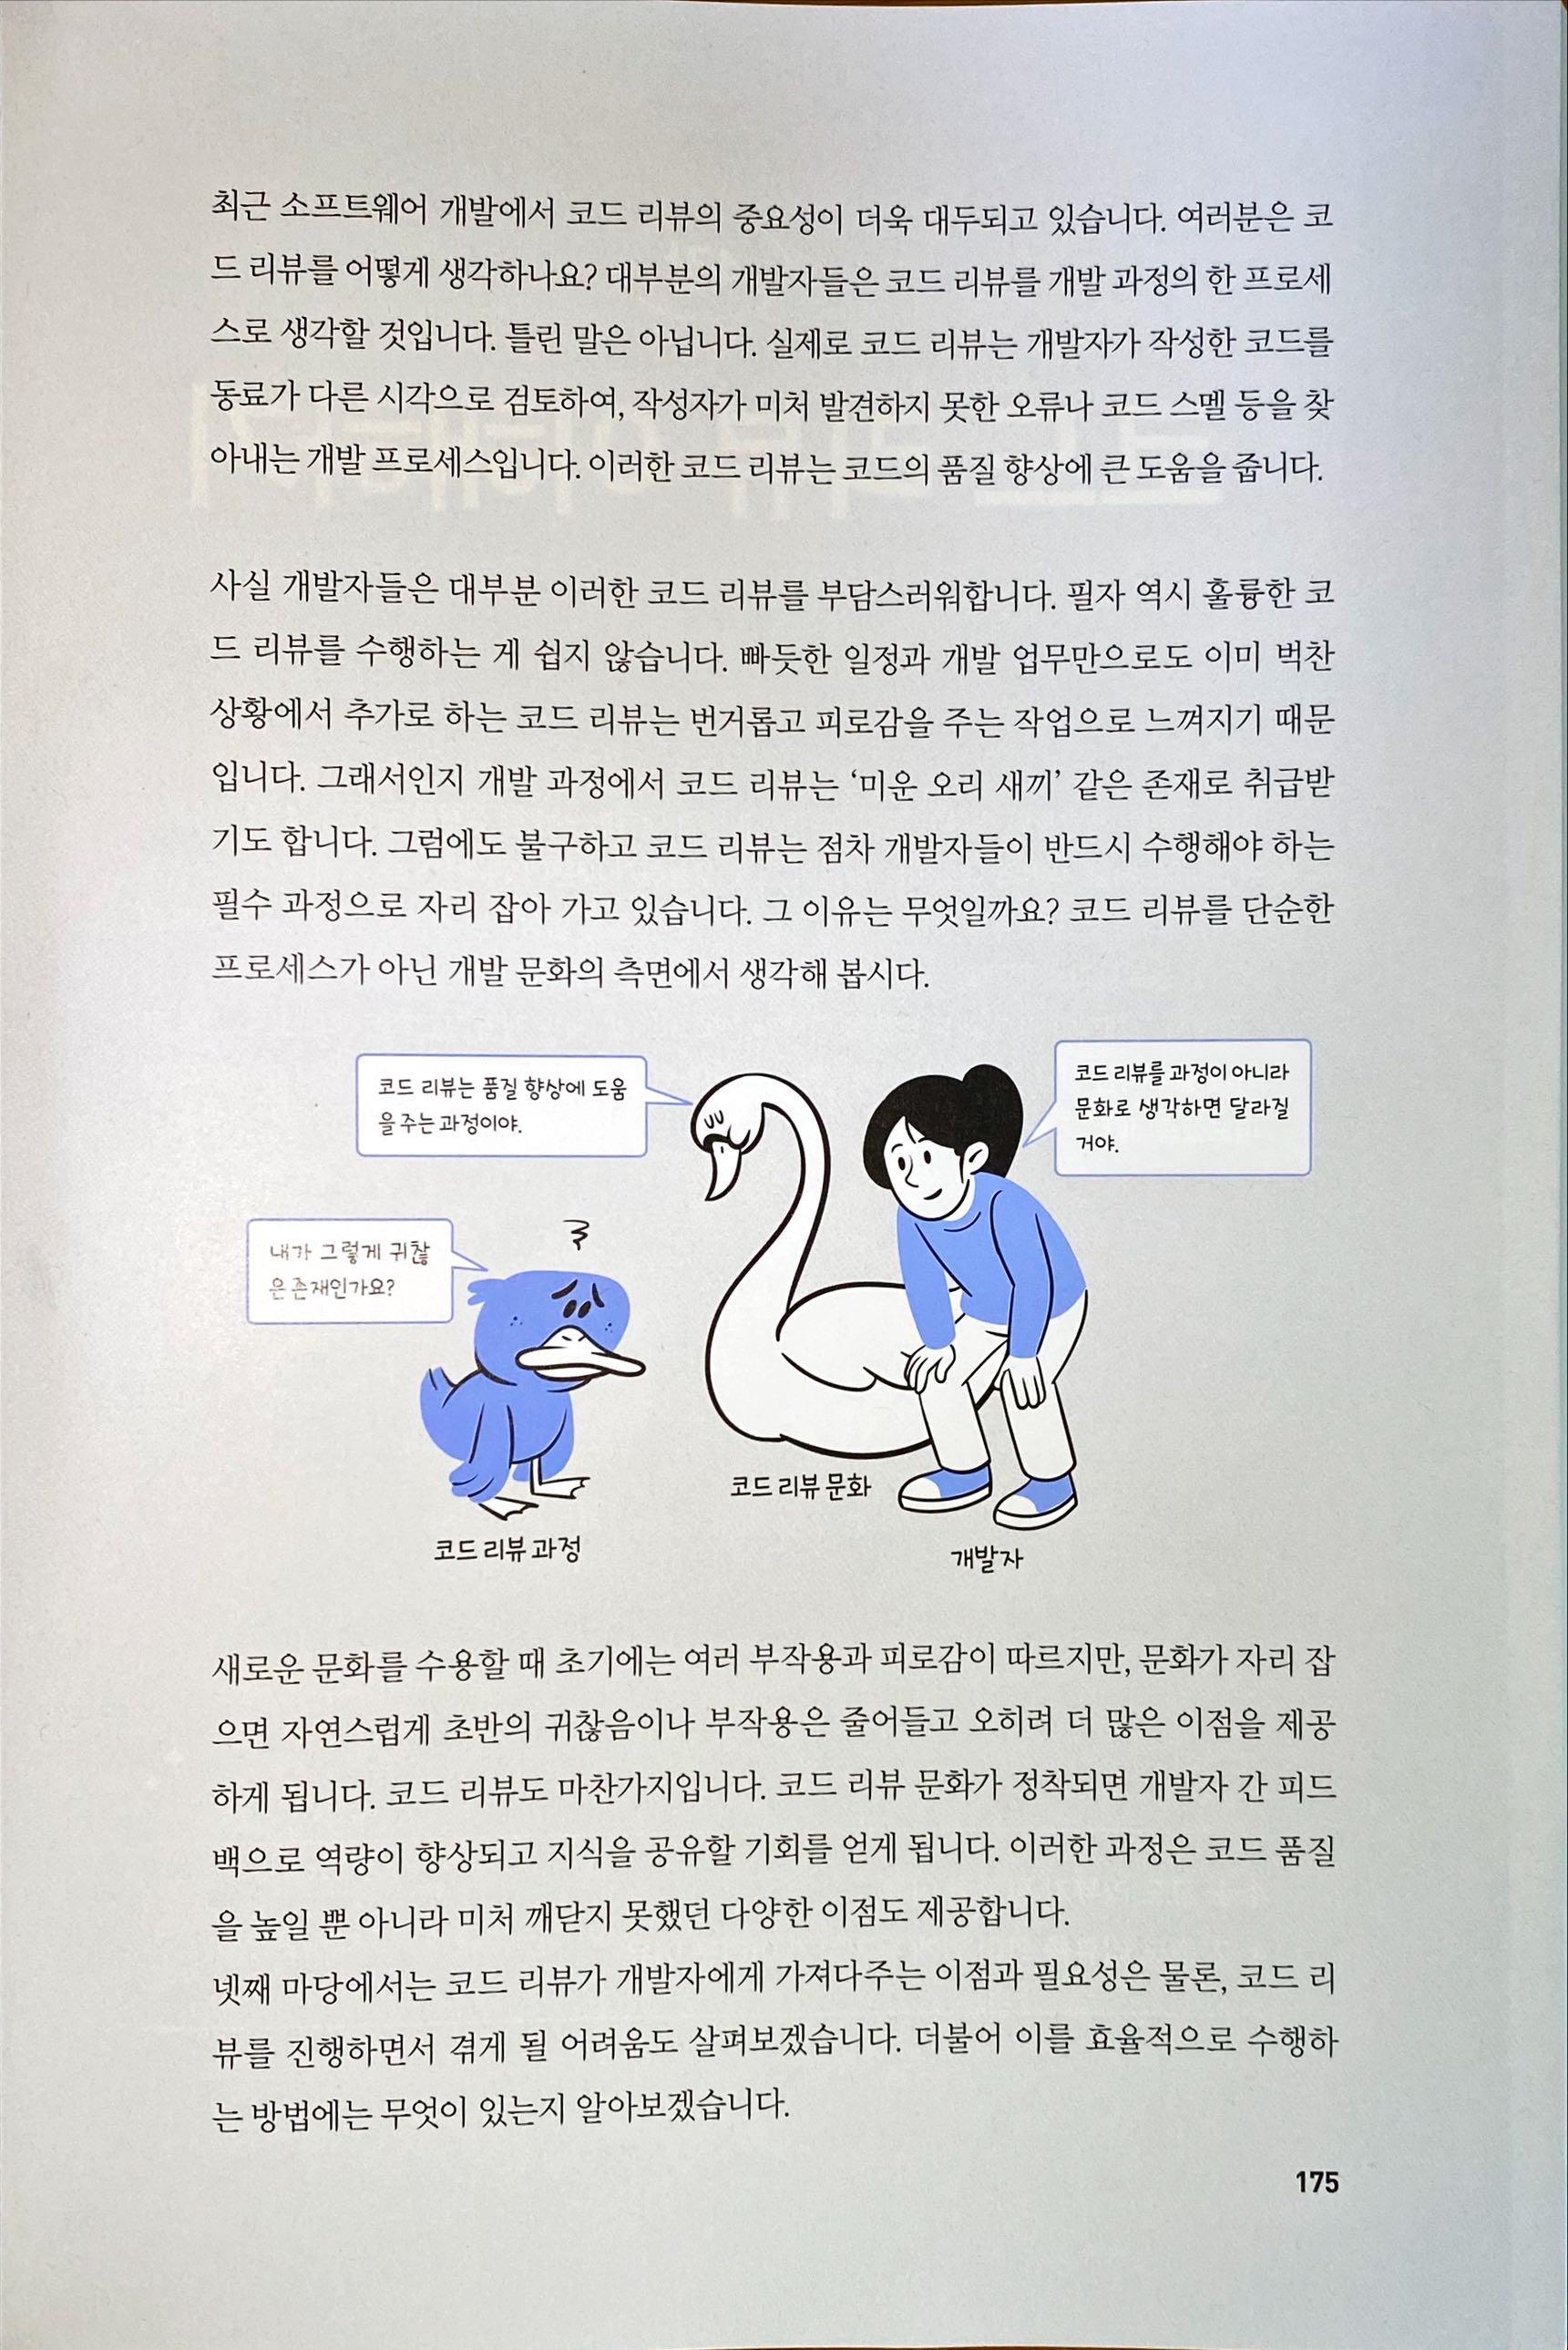 최근 소프트웨어 개발에서 코드 리뷰의 중요성이 더욱 대두되고 있습니다. 여러분은 코
드 리뷰를 어떻게 생각하나요? 대부분의 개발자들은 코드 리뷰를 개발 과정의 한 프로세
스로 생각할 것입니다. 틀린 말은 아닙니다. 실제로 코드 리뷰는 개발자가 작성한 코드를
동료가 다른 시각으로 검토하여, 작성자가 미처 발견하지 못한 오류나 코드 스멜 등을 찾
아내는 개발 프로세스입니다. 이러한 코드 리뷰는 코드의 품질 향상에 큰 도움을 줍니다.
사실 개발자들은 대부분 이러한 코드 리뷰를 부담스러워합니다. 필자 역시 훌륭한 코
드 리뷰를 수행하는 게 쉽지 않습니다. 빠듯한 일정과 개발 업무만으로도 이미 벅찬
상황에서 추가로 하는 코드 리뷰는 번거롭고 피로감을 주는 작업으로 느껴지기 때문
입니다. 그래서인지 개발 과정에서 코드 리뷰는 ‘미운 오리 새끼’ 같은 존재로 취급받
기도 합니다. 그럼에도 불구하고 코드 리뷰는 점차 개발자들이 반드시 수행해야 하는
필수 과정으로 자리 잡아 가고 있습니다. 그 이유는 무엇일까요? 코드 리뷰를 단순한
프로세스가 아닌 개발 문화의 측면에서 생각해 봅시다.
코드 리뷰는 품질 향상에 도움
을 주는 과정이야.
코드 리뷰를 과정이 아니라
문화로 생각하면 달라질
거야.
내가 그렇게 귀찮
은 존재인가요?
코드 리뷰 문화
코드 리뷰 과정
개발자
새로운 문화를 수용할 때 초기에는 여러 부작용과 피로감이 따르지만, 문화가 자리 잡
으면 자연스럽게 초반의 귀찮음이나 부작용은 줄어들고 오히려 더 많은 이점을 제공
하게 됩니다. 코드 리뷰도 마찬가지입니다. 코드 리뷰 문화가 정착되면 개발자 간 피드
백으로 역량이 향상되고 지식을 공유할 기회를 얻게 됩니다. 이러한 과정은 코드 품질
을 높일 뿐 아니라 미처 깨닫지 못했던 다양한 이점도 제공합니다.
넷째 마당에서는 코드 리뷰가 개발자에게 가져다주는 이점과 필요성은 물론, 코드 리
뷰를 진행하면서 겪게 될 어려움도 살펴보겠습니다. 더불어 이를 효율적으로 수행하
는 방법에는 무엇이 있는지 알아보겠습니다.
175